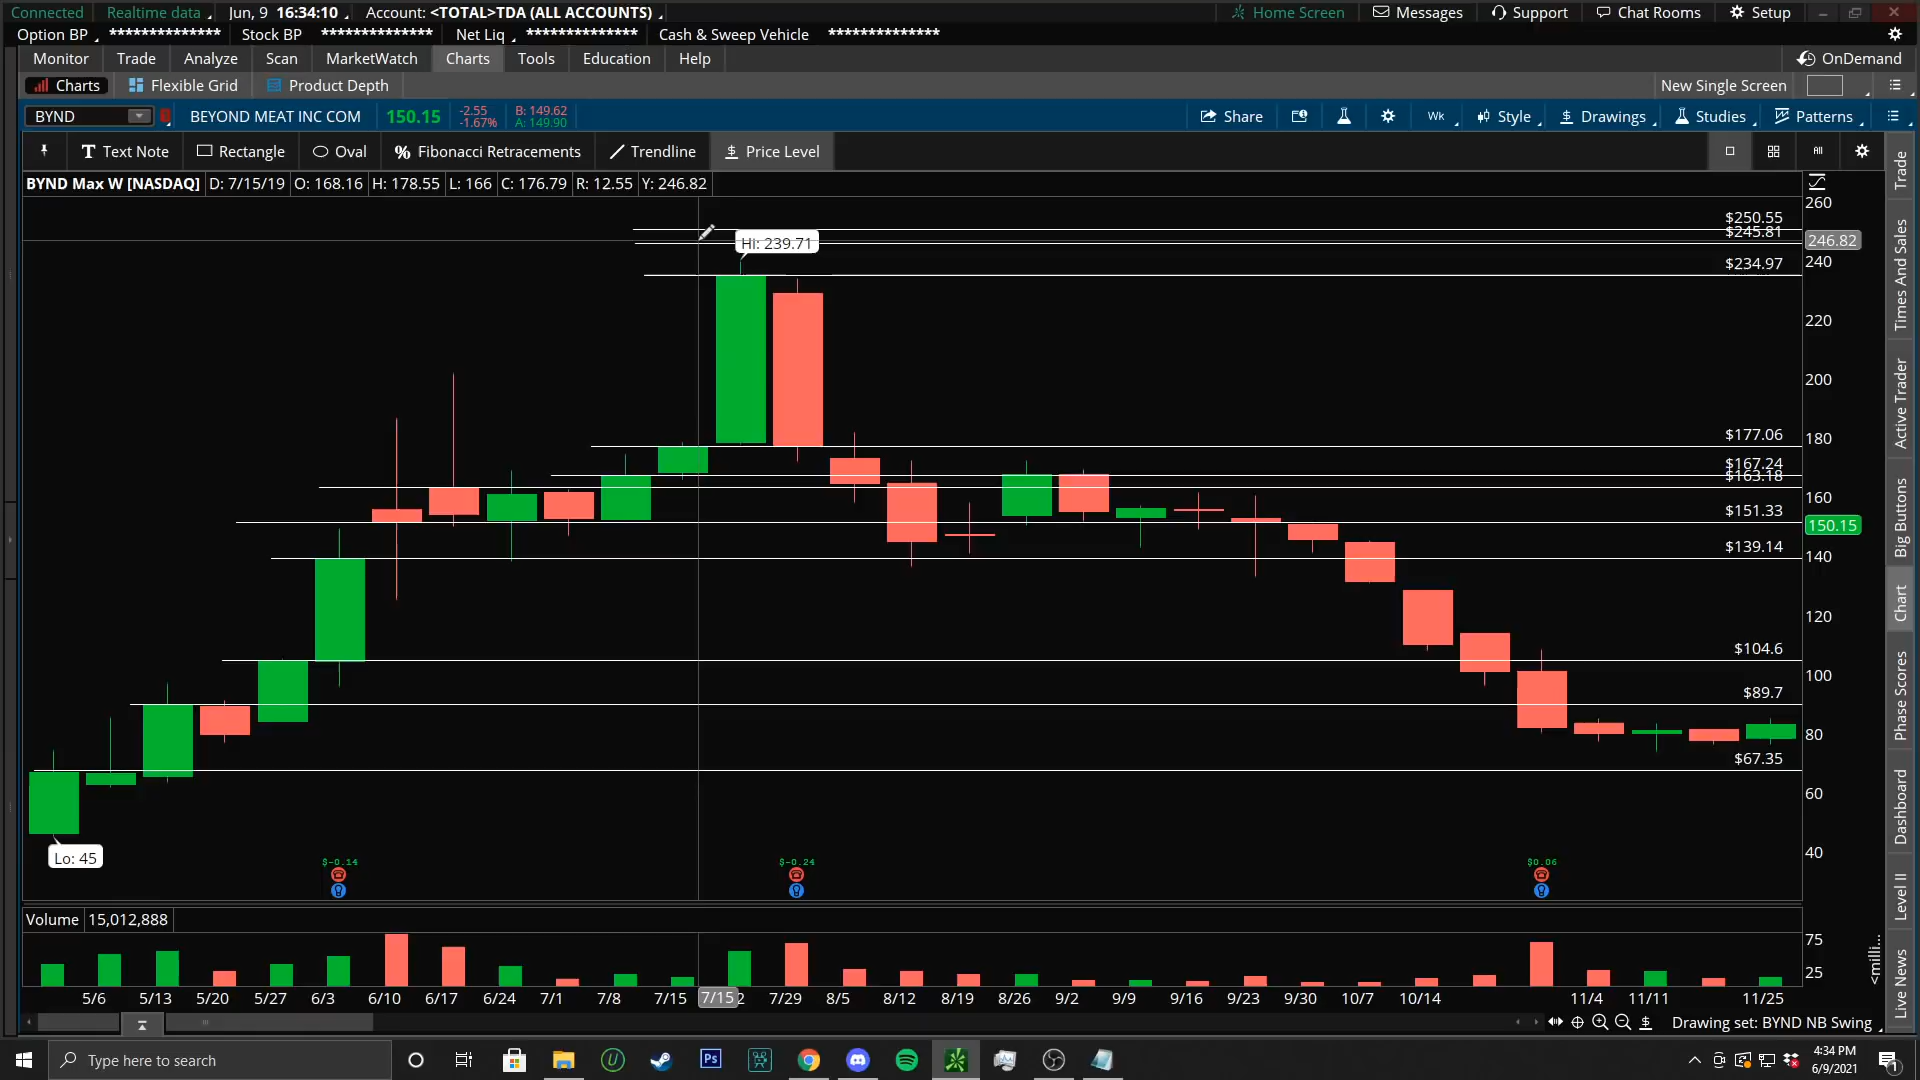 Connected Realtime data Jun, 9 16:34:10 Account: <TOTAL>TDA (ALL ACCOUNTS) Home Screen Messages Support Chat Rooms Setup
Option BP ************** Stock BP ************** Net Liq ************** Cash & Sweep Vehicle **************
Monitor Trade Analyze Scan MarketWatch Charts Tools Education Help OnDemand
Charts Flexible Grid Product Depth New Single Screen
BYND BEYOND MEAT INC COM 150.15 -2.55 -1.67% B: 149.62 A: 149.90 Share Wk Style Drawings Studies Patterns
Text Note Rectangle Oval Fibonacci Retracements Trendline Price Level All
BYND Max W [NASDAQ] D: 7/15/19 O: 168.16 H: 178.55 L: 166 C: 176.79 R: 12.55 Y: 246.82
260
$250.55
$245.81
246.82
Hi: 239.71
240
$234.97
220
200
180
$177.06
$167.24
$163.18
160
$151.33
150.15
$139.14
140
120
$104.6
100
$89.7
80
$67.35
60
Lo: 45
40
$-0.14 $-0.24 $0.06
Volume 15,012,888
75
25
<milli...
5/6 5/13 5/20 5/27 6/3 6/10 6/17 6/24 7/1 7/8 7/15 7/15 2 7/29 8/5 8/12 8/19 8/26 9/2 9/9 9/16 9/23 9/30 10/7 10/14 11/4 11/11 11/25
Drawing set: BYND NB Swing
Trade
Times And Sales
Active Trader
Big Buttons
Chart
Phase Scores
Dashboard
Level II
Live News
Type here to search
Ps
4:34 PM
6/9/2021
1